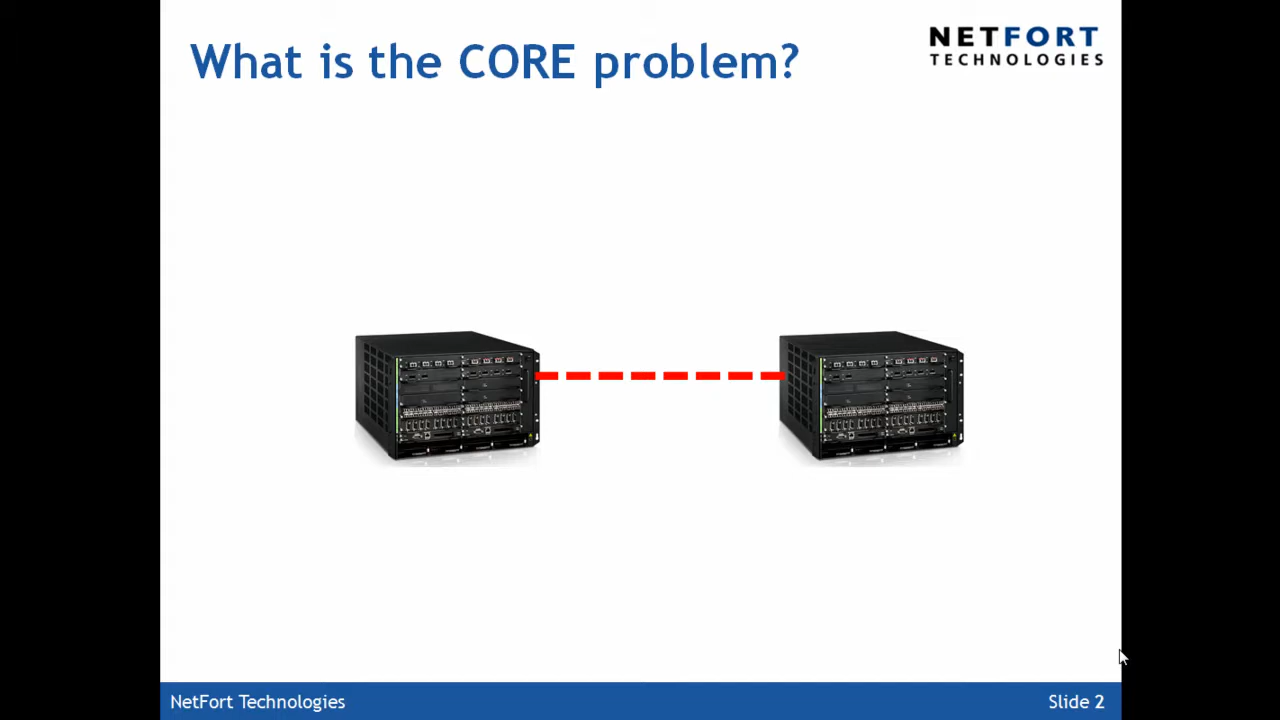 What is the CORE problem?
NETFORT
TECHNOLOGIES
NetFort Technologies
Slide 2